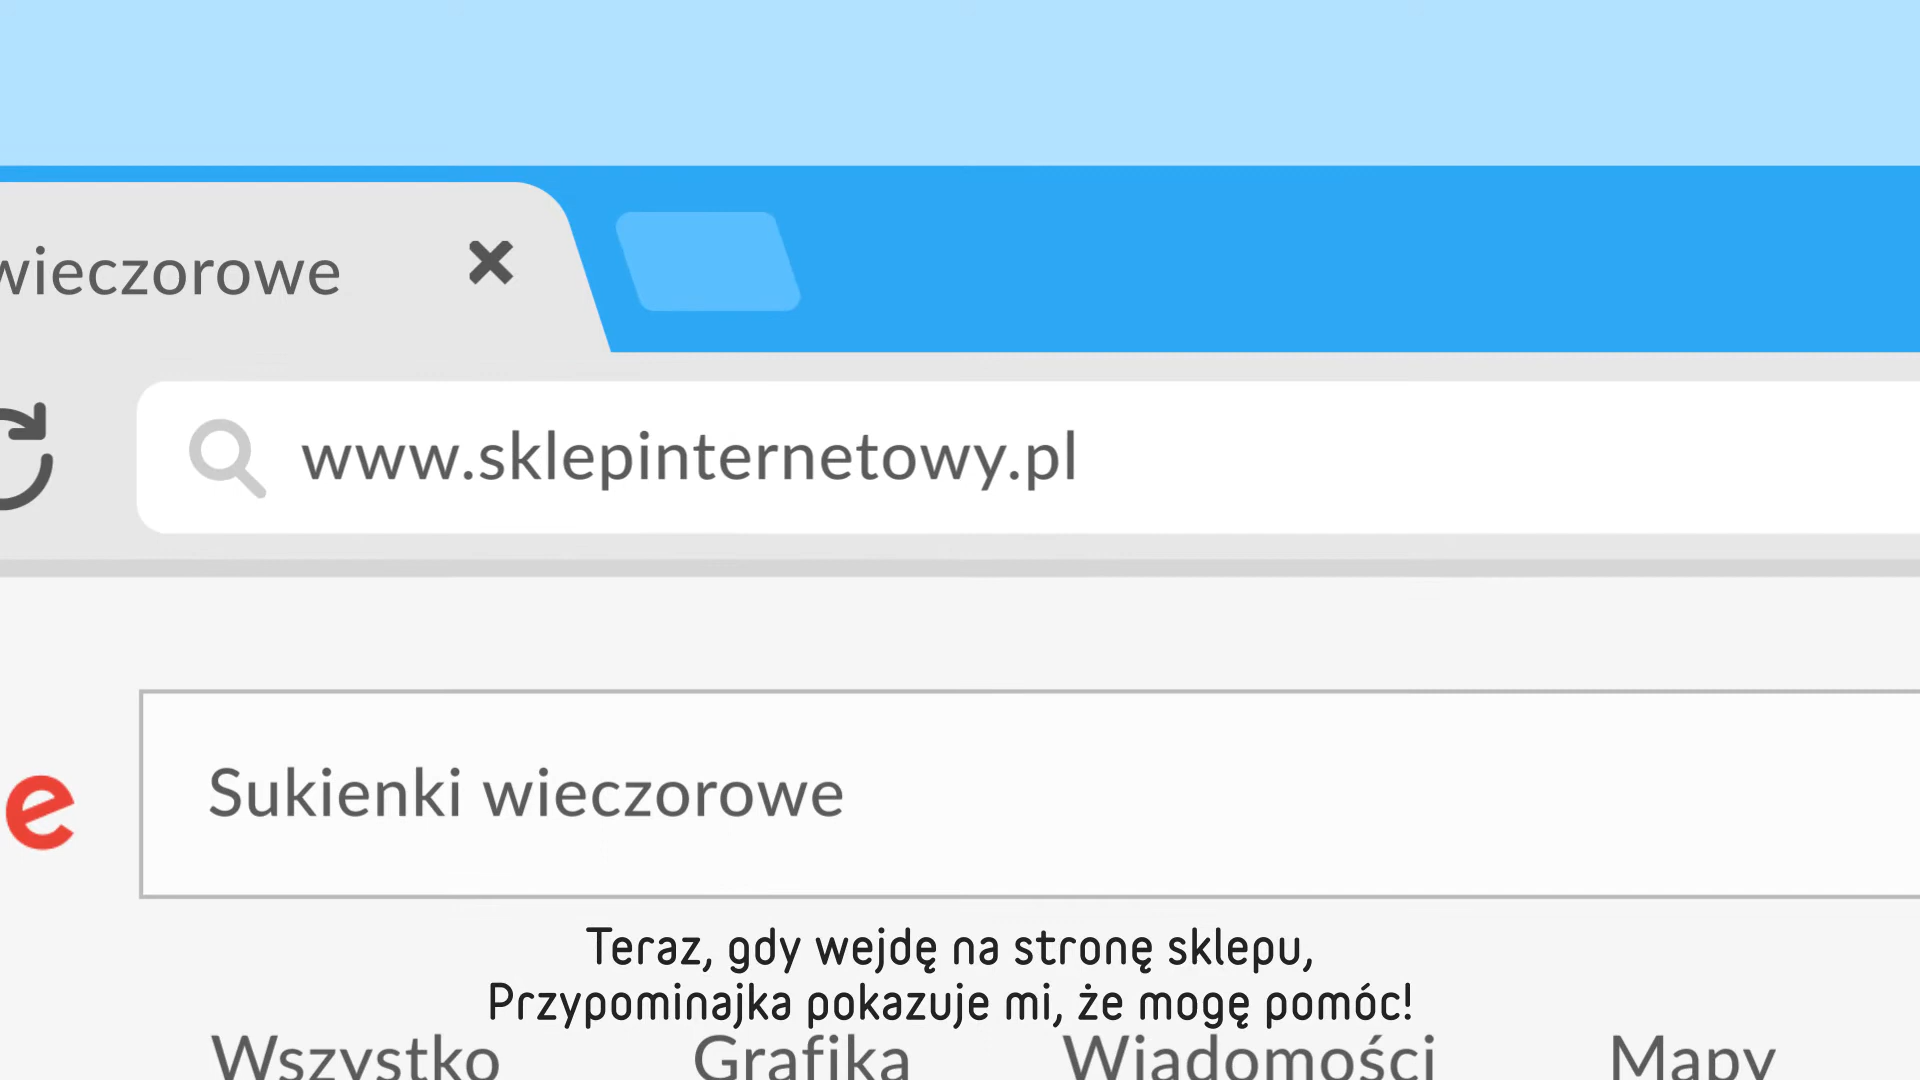 wieczorowe
www.sklepinternetowy.pl
e
Sukienki wieczorowe
Teraz, gdy wejdę na stronę sklepu,
Przypominajka pokazuje mi, że mogę pomóc!
Wszystko Grafika Wiadomości Mapy